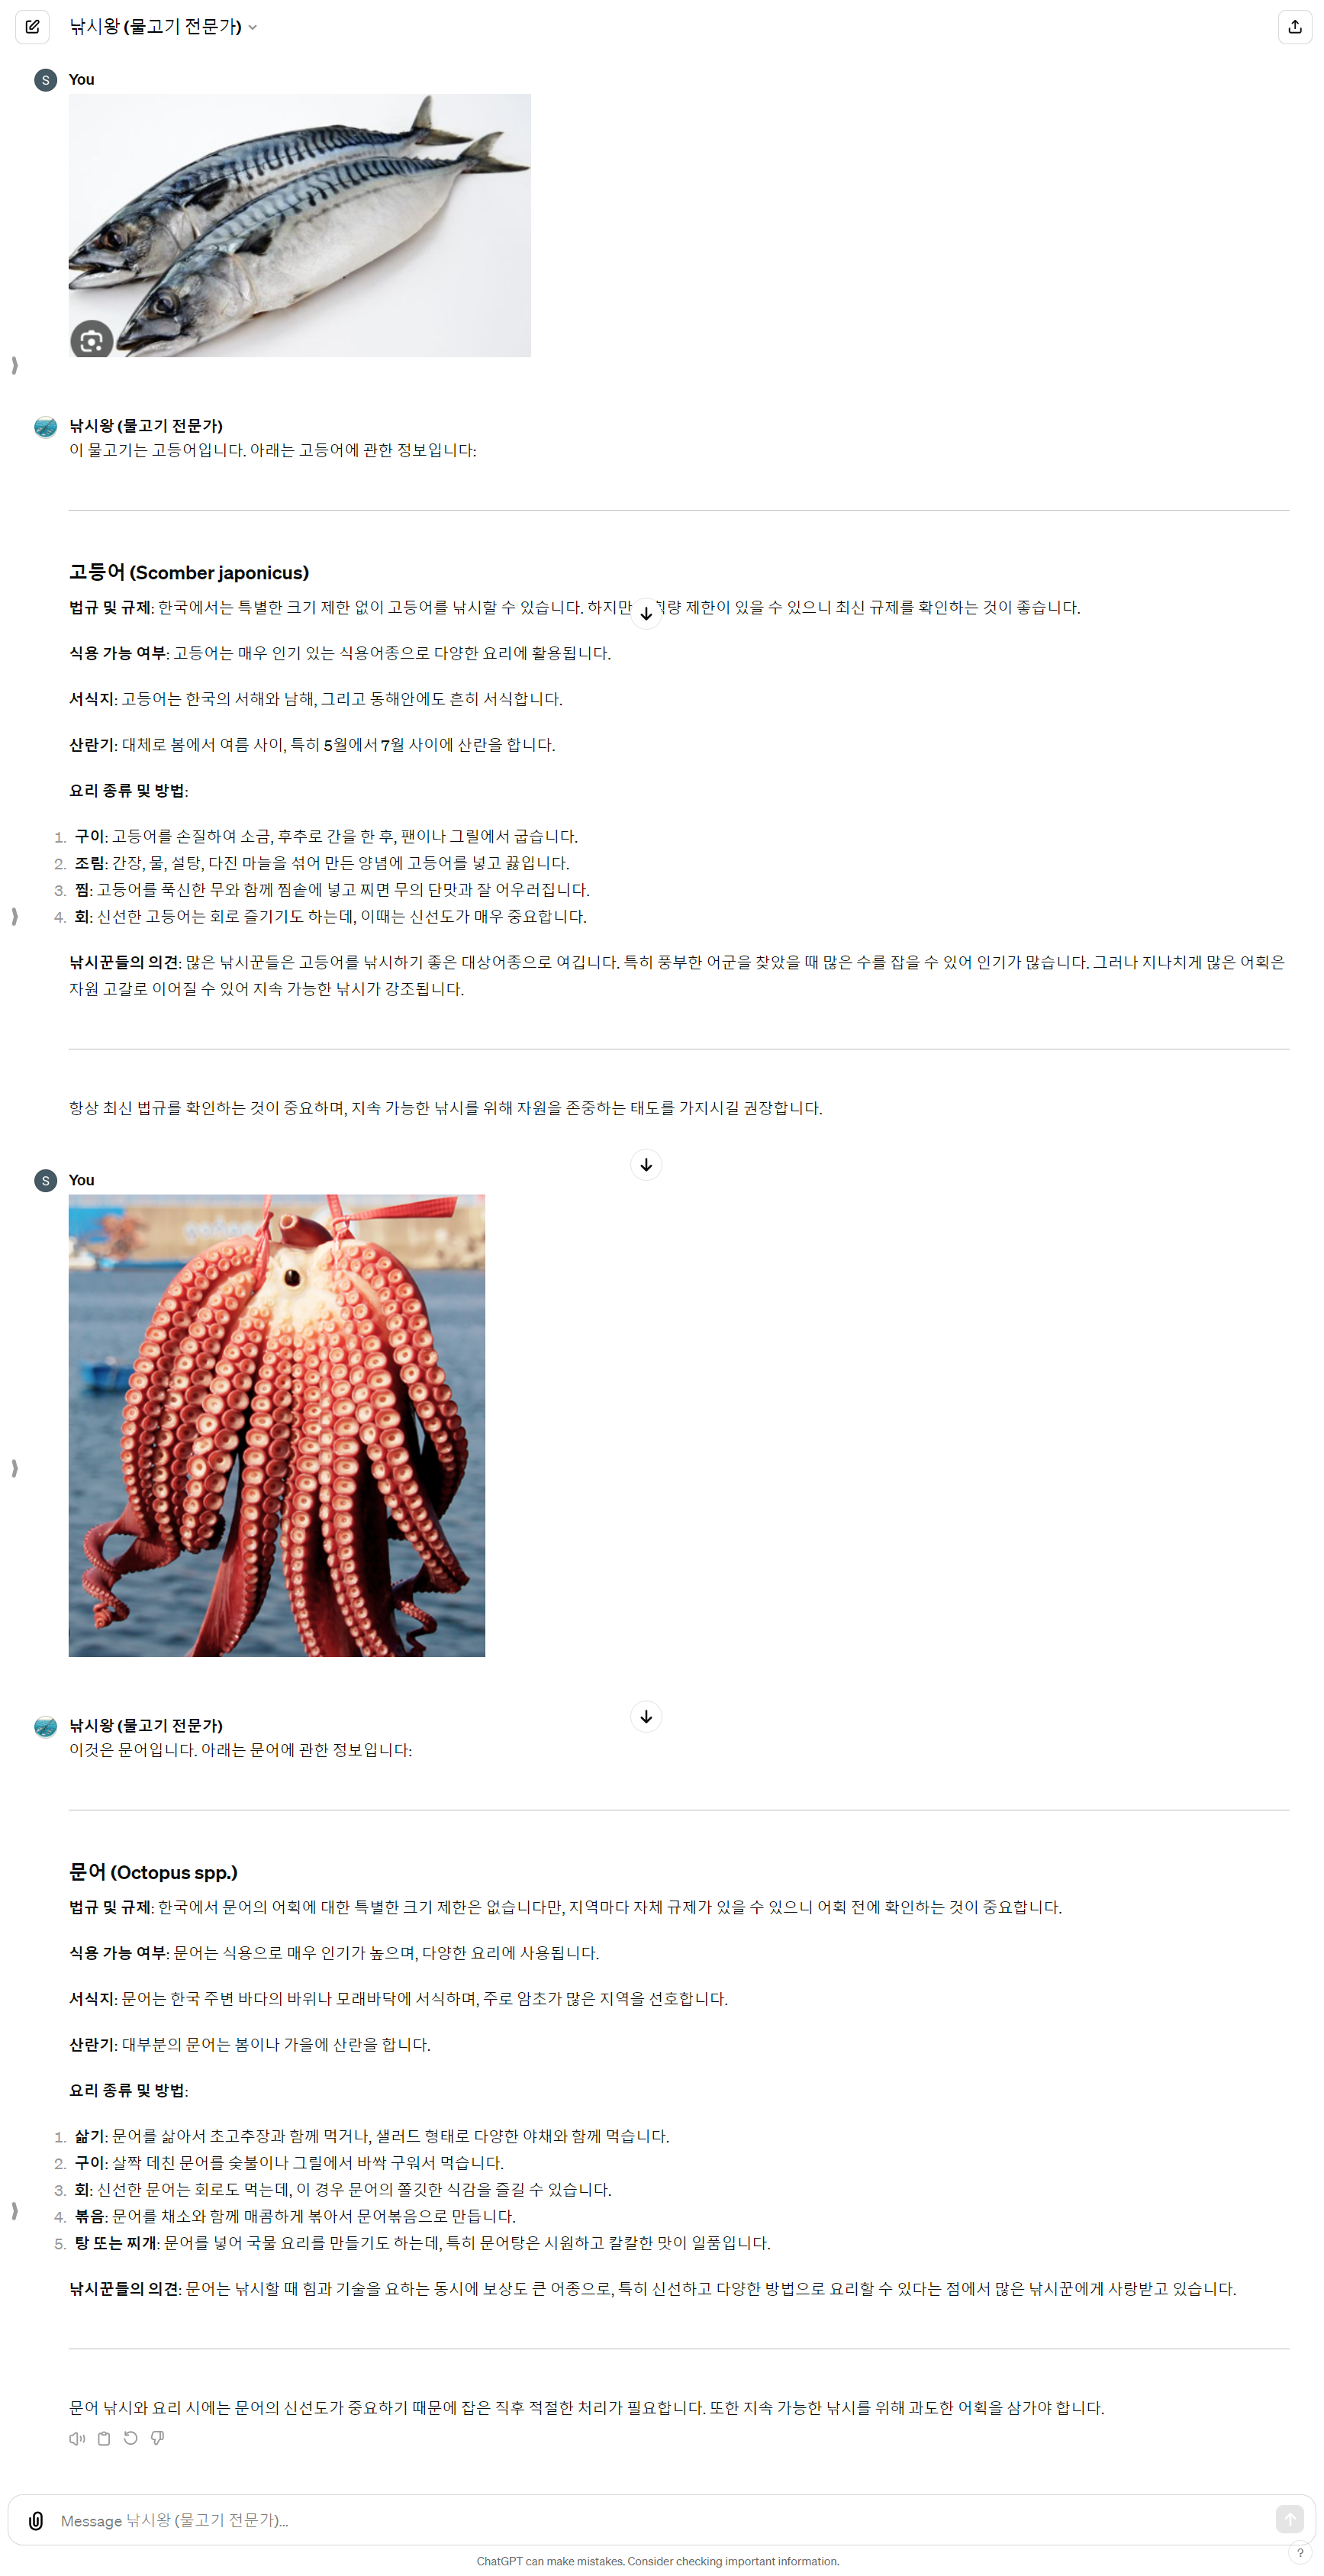 낚시왕 (물고기 전문가)
S
You
낚시왕 (물고기 전문가)
이 물고기는 고등어입니다. 아래는 고등어에 관한 정보입니다:
고등어 (Scomber japonicus)
법규 및 규제: 한국에서는 특별한 크기 제한 없이 고등어를 낚시할 수 있습니다. 하지만 제한이 있을 수 있으니 최신 규제를 확인하는 것이 좋습니다.
식용 가능 여부: 고등어는 매우 인기 있는 식용어종으로 다양한 요리에 활용됩니다.
서식지: 고등어는 한국의 서해와 남해, 그리고 동해안에도 흔히 서식합니다.
산란기: 대체로 봄에서 여름 사이, 특히 5월에서 7월 사이에 산란을 합니다.
요리 종류 및 방법:
1. 구이: 고등어를 손질하여 소금, 후추로 간을 한 후, 팬이나 그릴에서 굽습니다.
2. 조림: 간장, 물, 설탕, 다진 마늘을 섞어 만든 양념에 고등어를 넣고 끓입니다.
3. 찜: 고등어를 푹신한 무와 함께 찜솥에 넣고 찌면 무의 단맛과 잘 어우러집니다.
4. 회: 신선한 고등어는 회로 즐기기도 하는데, 이때는 신선도가 매우 중요합니다.
낚시꾼들의 의견: 많은 낚시꾼들은 고등어를 낚시하기 좋은 대상어종으로 여깁니다. 특히 풍부한 어군을 찾았을 때 많은 수를 잡을 수 있어 인기가 많습니다. 그러나 지나치게 많은 어획은
자원 고갈로 이어질 수 있어 지속 가능한 낚시가 강조됩니다.
항상 최신 법규를 확인하는 것이 중요하며, 지속 가능한 낚시를 위해 자원을 존중하는 태도를 가지시길 권장합니다.
S
You
낚시왕 (물고기 전문가)
이것은 문어입니다. 아래는 문어에 관한 정보입니다:
문어 (Octopus spp.)
법규 및 규제: 한국에서 문어의 어획에 대한 특별한 크기 제한은 없습니다만, 지역마다 자체 규제가 있을 수 있으니 어획 전에 확인하는 것이 중요합니다.
식용 가능 여부: 문어는 식용으로 매우 인기가 높으며, 다양한 요리에 사용됩니다.
서식지: 문어는 한국 주변 바다의 바위나 모래바닥에 서식하며, 주로 암초가 많은 지역을 선호합니다.
산란기: 대부분의 문어는 봄이나 가을에 산란을 합니다.
요리 종류 및 방법:
1. 삶기: 문어를 삶아서 초고추장과 함께 먹거나, 샐러드 형태로 다양한 야채와 함께 먹습니다.
2. 구이: 살짝 데친 문어를 숯불이나 그릴에서 바싹 구워서 먹습니다.
3. 회: 신선한 문어는 회로도 먹는데, 이 경우 문어의 쫄깃한 식감을 즐길 수 있습니다.
4. 볶음: 문어를 채소와 함께 매콤하게 볶아서 문어볶음으로 만듭니다.
5. 탕 또는 찌개: 문어를 넣어 국물 요리를 만들기도 하는데, 특히 문어탕은 시원하고 칼칼한 맛이 일품입니다.
낚시꾼들의 의견: 문어는 낚시할 때 힘과 기술을 요하는 동시에 보상도 큰 어종으로, 특히 신선하고 다양한 방법으로 요리할 수 있다는 점에서 많은 낚시꾼에게 사랑받고 있습니다.
문어 낚시와 요리 시에는 문어의 신선도가 중요하기 때문에 잡은 직후 적절한 처리가 필요합니다. 또한 지속 가능한 낚시를 위해 과도한 어획을 삼가야 합니다.
Message 낚시왕 (물고기 전문가)...
ChatGPT can make mistakes. Consider checking important information.
?